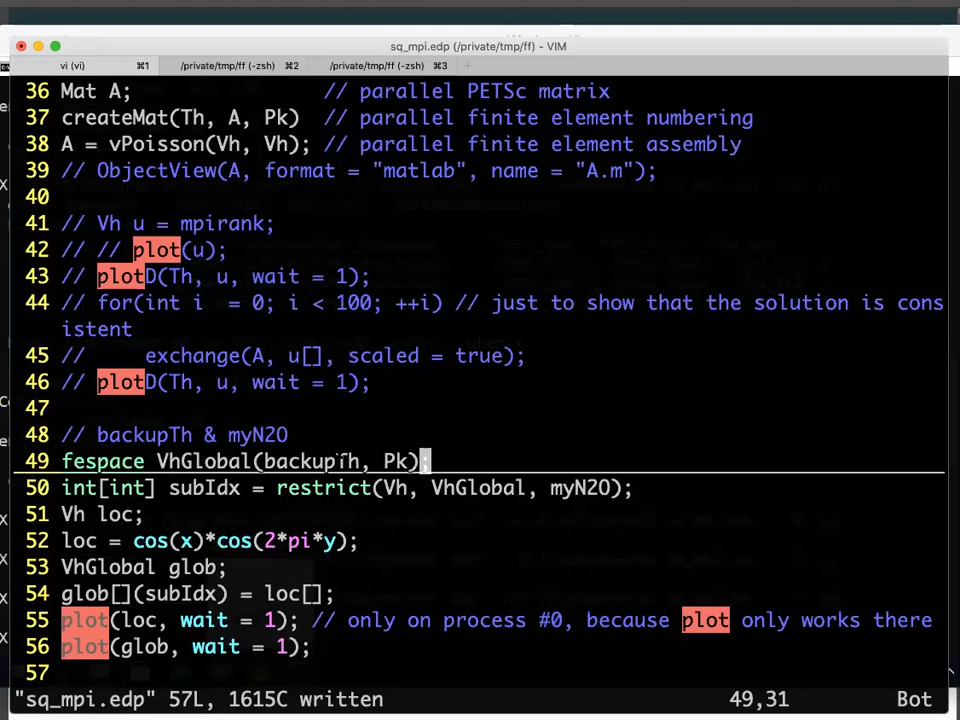 sq_mpi.edp (/private/tmp/ff) - VIM
vi (vi) ⌘1 /private/tmp/ff (-zsh) ⌘2 /private/tmp/ff (-zsh) ⌘3 +
36 Mat A; // parallel PETSc matrix
37 createMat(Th, A, Pk) // parallel finite element numbering
38 A = vPoisson(Vh, Vh); // parallel finite element assembly
39 // ObjectView(A, format = "matlab", name = "A.m");
40
41 // Vh u = mpirank;
42 // // plot(u);
43 // plotD(Th, u, wait = 1);
44 // for(int i  = 0; i < 100; ++i) // just to show that the solution is cons
istent
45 //     exchange(A, u[], scaled = true);
46 // plotD(Th, u, wait = 1);
47
48 // backupTh & myN2O
49 fespace VhGlobal(backupTh, Pk);
50 int[int] subIdx = restrict(Vh, VhGlobal, myN2O);
51 Vh loc;
52 loc = cos(x)*cos(2*pi*y);
53 VhGlobal glob;
54 glob[](subIdx) = loc[];
55 plot(loc, wait = 1); // only on process #0, because plot only works there
56 plot(glob, wait = 1);
57
"sq_mpi.edp" 57L, 1615C written 49,31 Bot